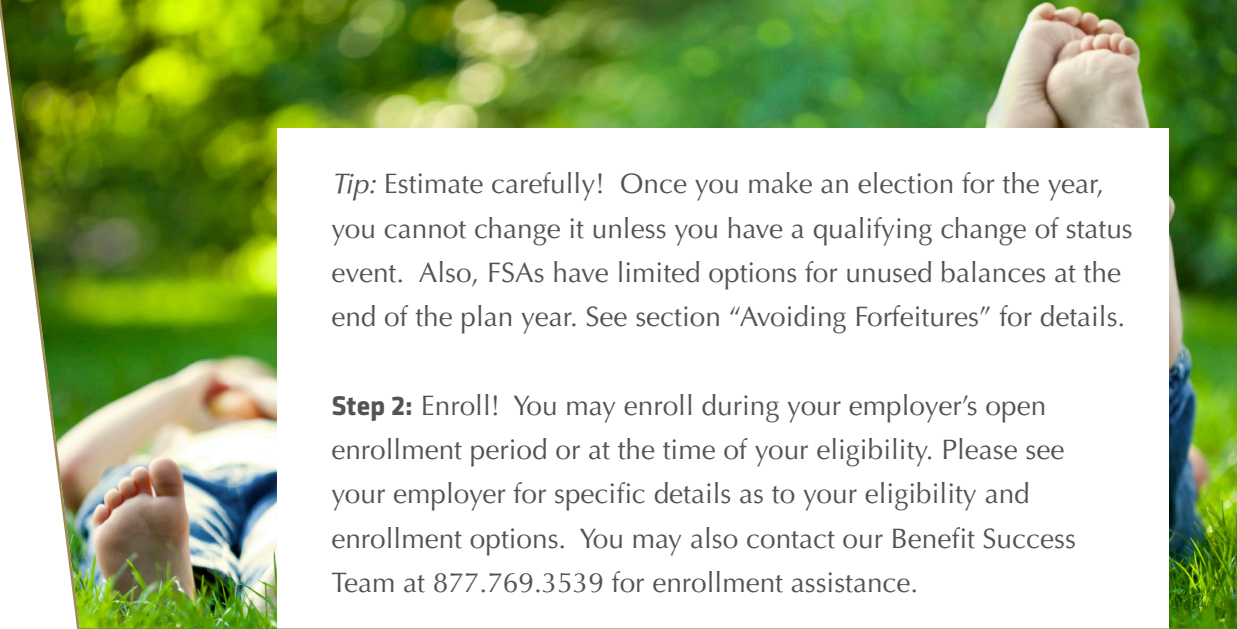 Tip: Estimate carefully!  Once you make an election for the year,
you cannot change it unless you have a qualifying change of status
event.  Also, FSAs have limited options for unused balances at the
end of the plan year. See section “Avoiding Forfeitures” for details.
Step 2: Enroll!  You may enroll during your employer’s open
enrollment period or at the time of your eligibility. Please see
your employer for specific details as to your eligibility and
enrollment options.  You may also contact our Benefit Success
Team at 877.769.3539 for enrollment assistance.